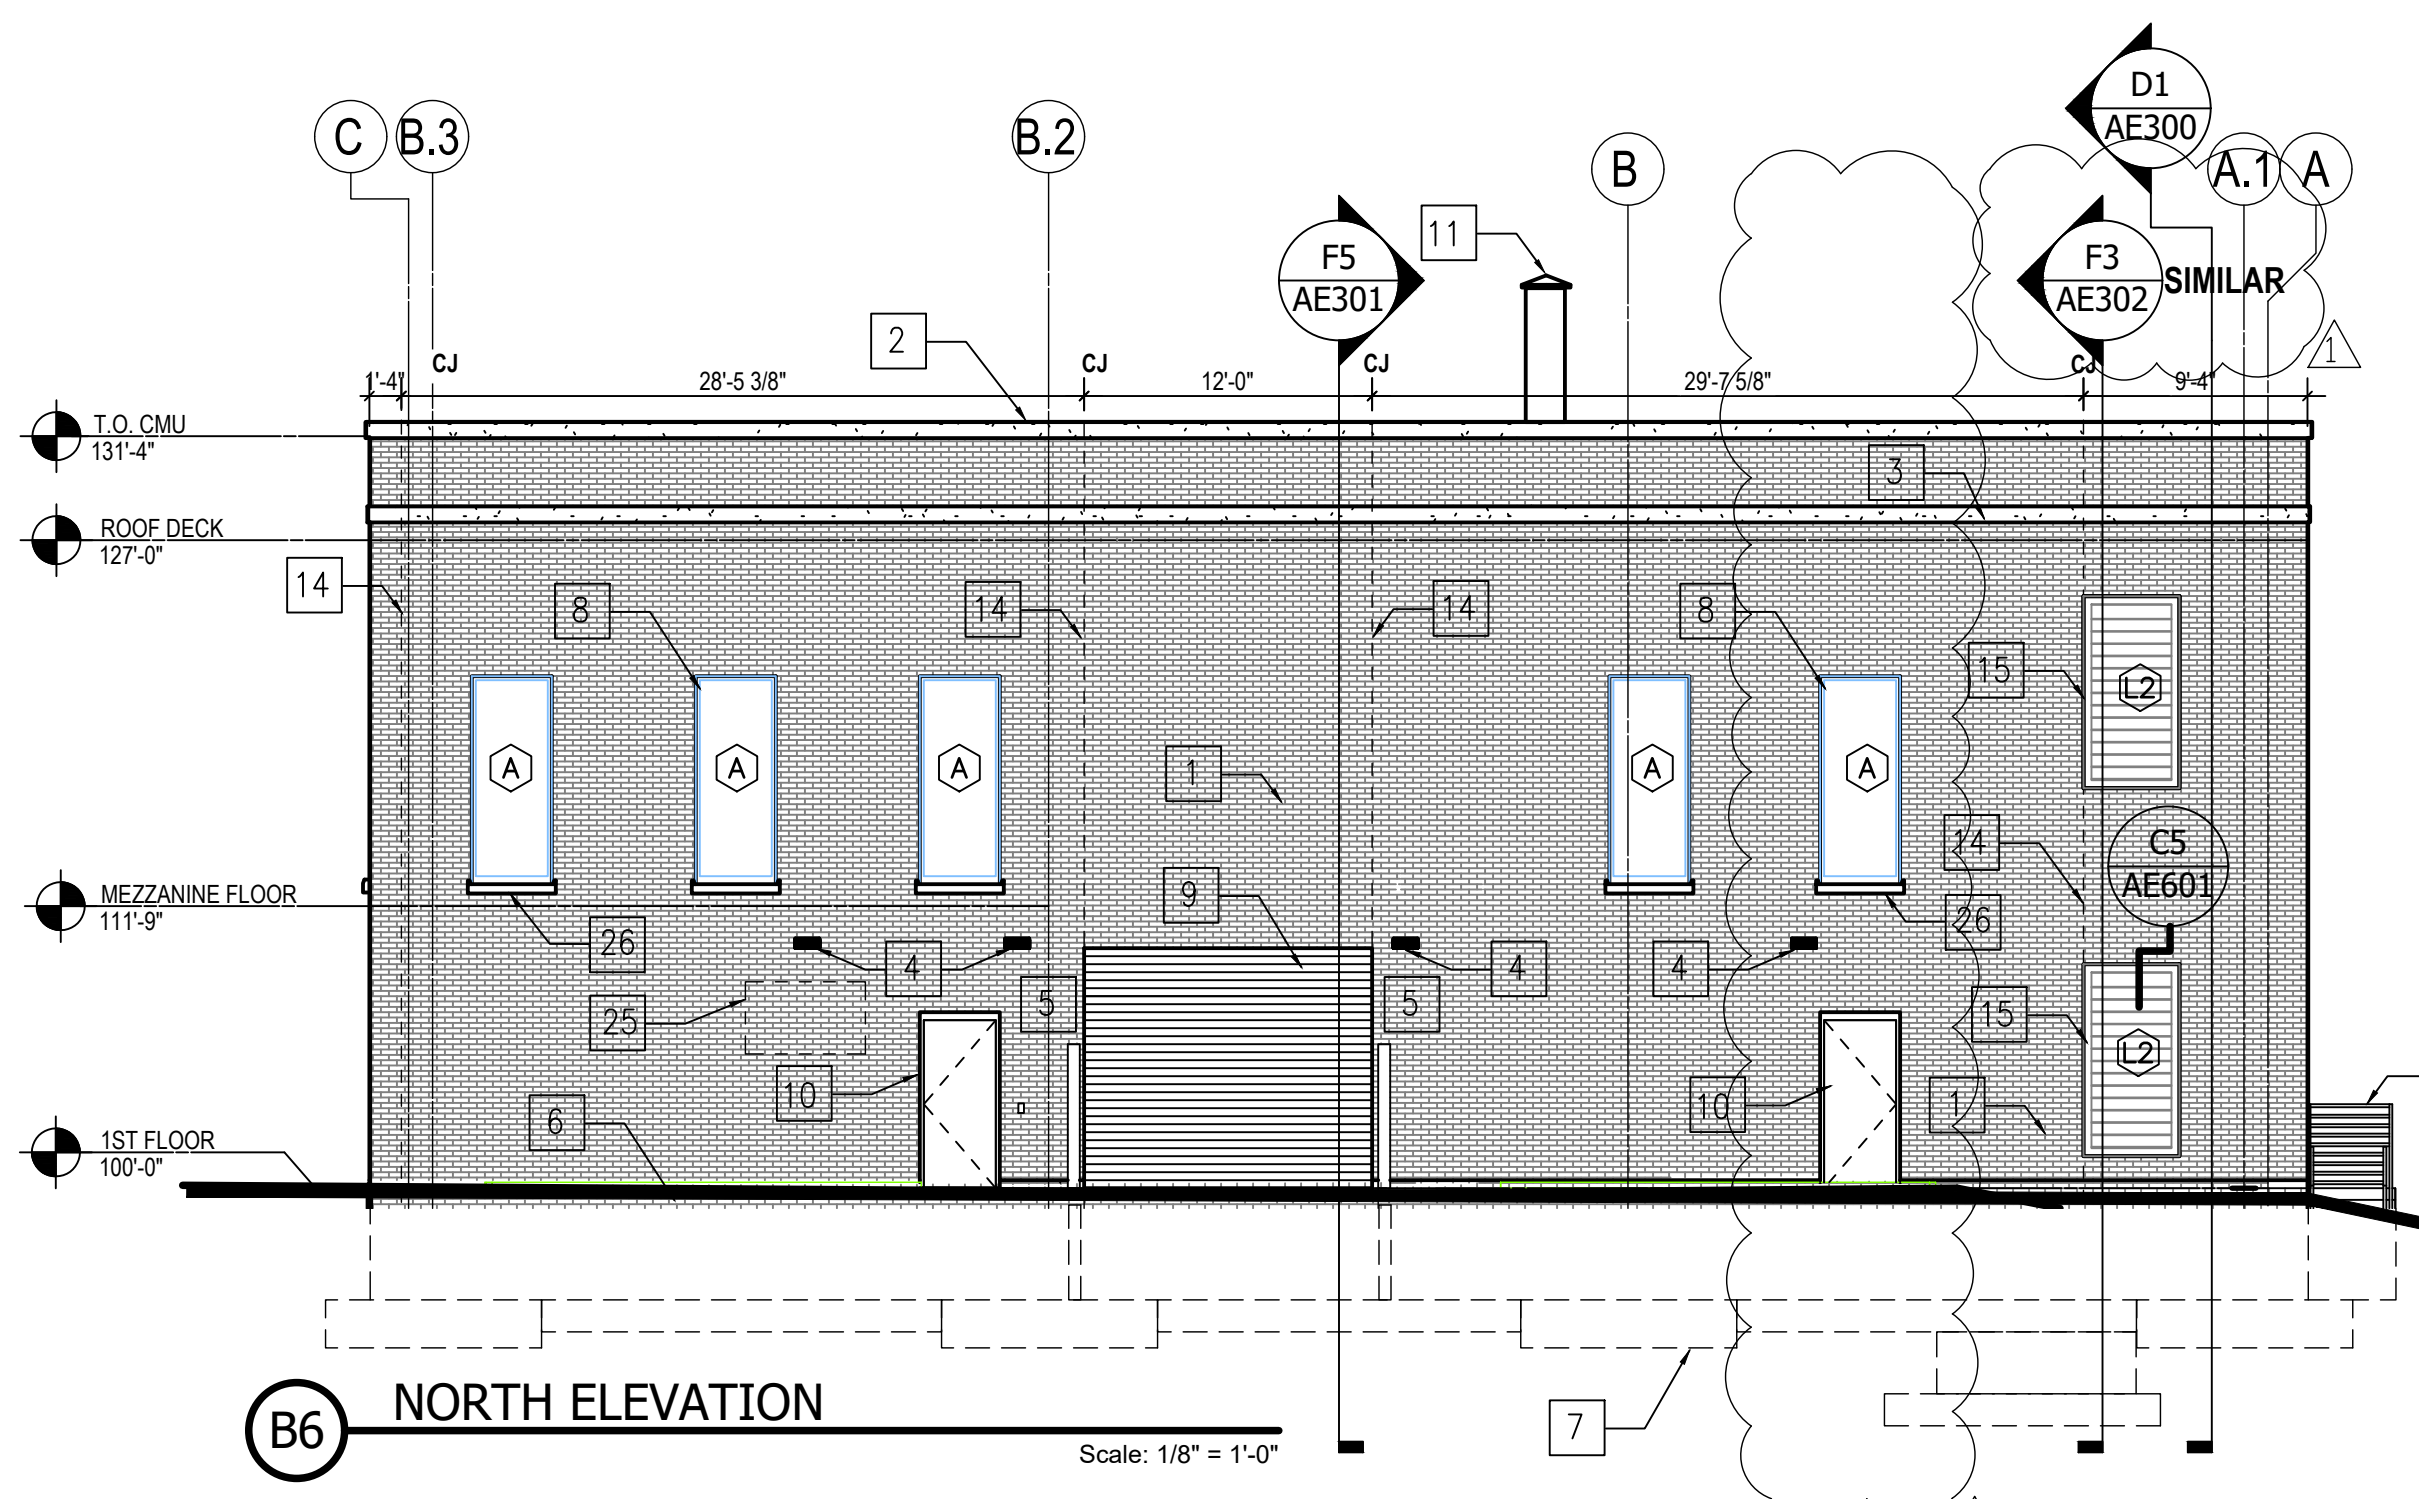 D1
AE300
C
B.3
B.2
B
A.1
A
F5
AE301
11
F3
AE302
SIMILAR
2
1
CJ
CJ
CJ
CJ
1'-4"
28'-5 3/8"
12'-0"
29'-7 5/8"
9'-4"
T.O. CMU
131'-4"
3
ROOF DECK
127'-0"
14
8
14
14
8
15
L2
A
A
A
1
A
A
14
C5
AE601
MEZZANINE FLOOR
111'-9"
9
26
26
4
4
4
25
5
5
15
L2
10
10
1
6
1ST FLOOR
100'-0"
7
B6
NORTH ELEVATION
Scale: 1/8" = 1'-0"